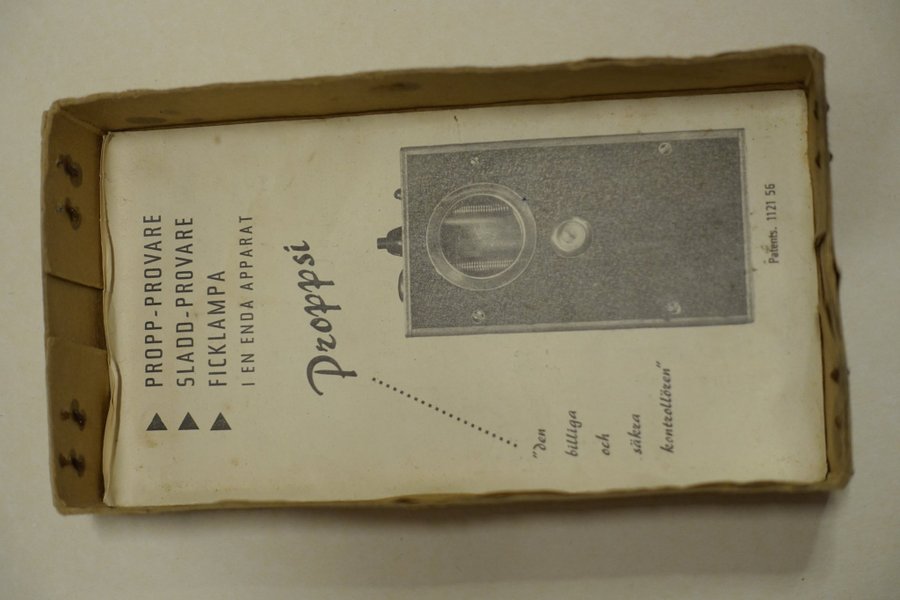 PROPP-PROVARE
SLADD-PROVARE
FICKLAMPA
I EN ENDA APPARAT
Proppsi
"den
billiga
och
säkra
kontrollören"
Patents. 1121 56